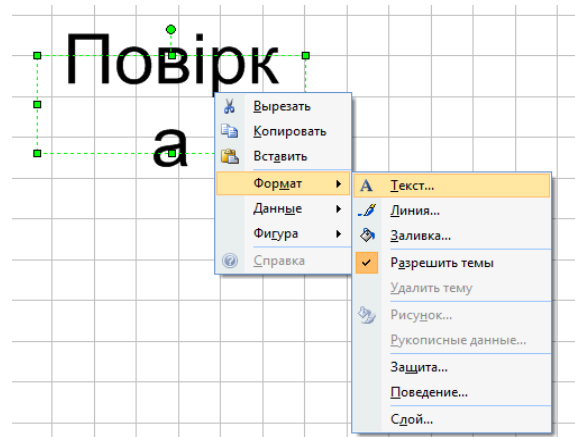 Повірк
а
Вырезать
Копировать
Вставить
Формат
Данные
Фигура
Справка
A Текст...
Линия...
Заливка...
Разрешить темы
Удалить тему
Рисунок...
Рукописные данные...
Защита...
Поведение...
Слой...